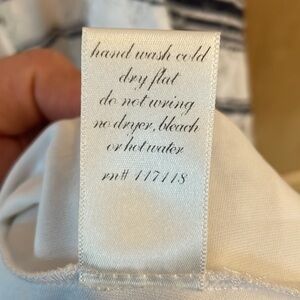 hand wash cold
dry flat
do not wring
no dryer, bleach
or hot water
rn# 117118